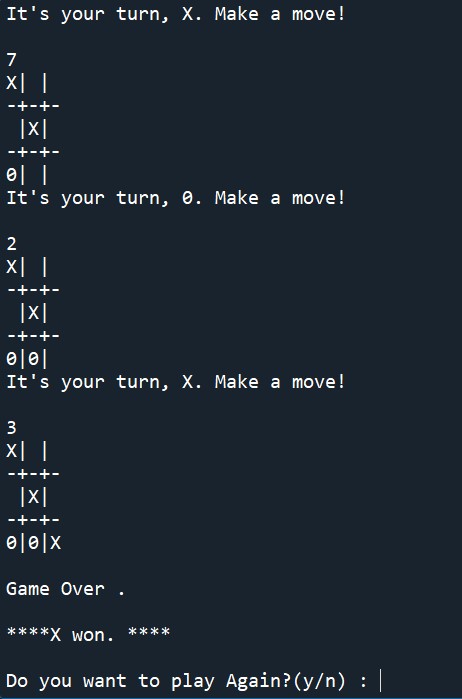 It's your turn, X. Make a move!
7
X| |
-+-+-
 |X|
-+-+-
0| |
It's your turn, 0. Make a move!
2
X| |
-+-+-
 |X|
-+-+-
0|0|
It's your turn, X. Make a move!
3
X| |
-+-+-
 |X|
-+-+-
0|0|X
Game Over .
****X won. ****
Do you want to play Again?(y/n) :